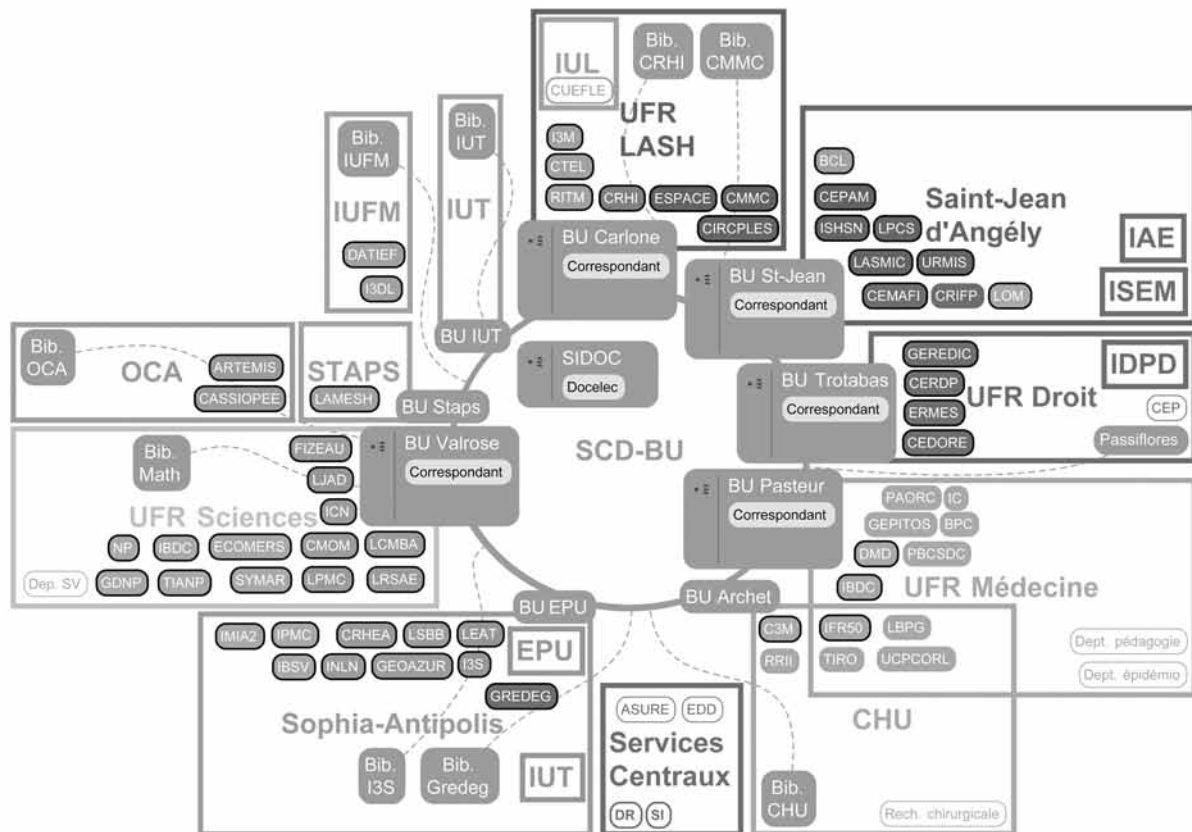 IUL
CUEFLE
Bib.
CRHI
Bib.
CMMC
UFR
LASH
I3M
CTEL
RITM
CRHI
ESPACE
CMMC
CIRCPLES
Bib.
IUT
IUT
Bib.
IUFM
IUFM
DATIEF
I3DL
BCL
CEPAM
Saint-Jean
d'Angély
ISHSN
LPCS
LASMIC
URMIS
CEMAFI
CRIFP
LOM
IAE
ISEM
BU Carlone
Correspondant
BU St-Jean
Correspondant
BU IUT
SIDOC
Docelec
Bib.
OCA
OCA
ARTEMIS
CASSIOPEE
STAPS
LAMESH
BU Staps
BU Trotabas
Correspondant
GEREDIC
CERDP
ERMES
CEDORE
UFR Droit
IDPD
CEP
Passiflores
BU Valrose
Correspondant
SCD-BU
Bib.
Math
FIZEAU
LJAD
ICN
UFR Sciences
NP
IBDC
ECOMERS
CMOM
LCMBA
Dep. SV
GDNP
TIANP
SYMAR
LPMC
LRSAE
BU Pasteur
Correspondant
PAORC
IC
GEPITOS
BPC
DMD
PBCSDC
IBDC
UFR Médecine
BU EPU
BU Archet
IMIA2
IPMC
CRHEA
LSBB
LEAT
IBSV
INLN
GEOAZUR
I3S
GREDEG
EPU
Sophia-Antipolis
Bib.
I3S
Bib.
Gredeg
IUT
ASURE
EDD
Services
Centraux
DR
SI
C3M
IFR50
LBPG
RRII
TIRO
UCPCORL
Dept. pédagogie
Dept. épidémio
CHU
Bib.
CHU
Rech. chirurgicale